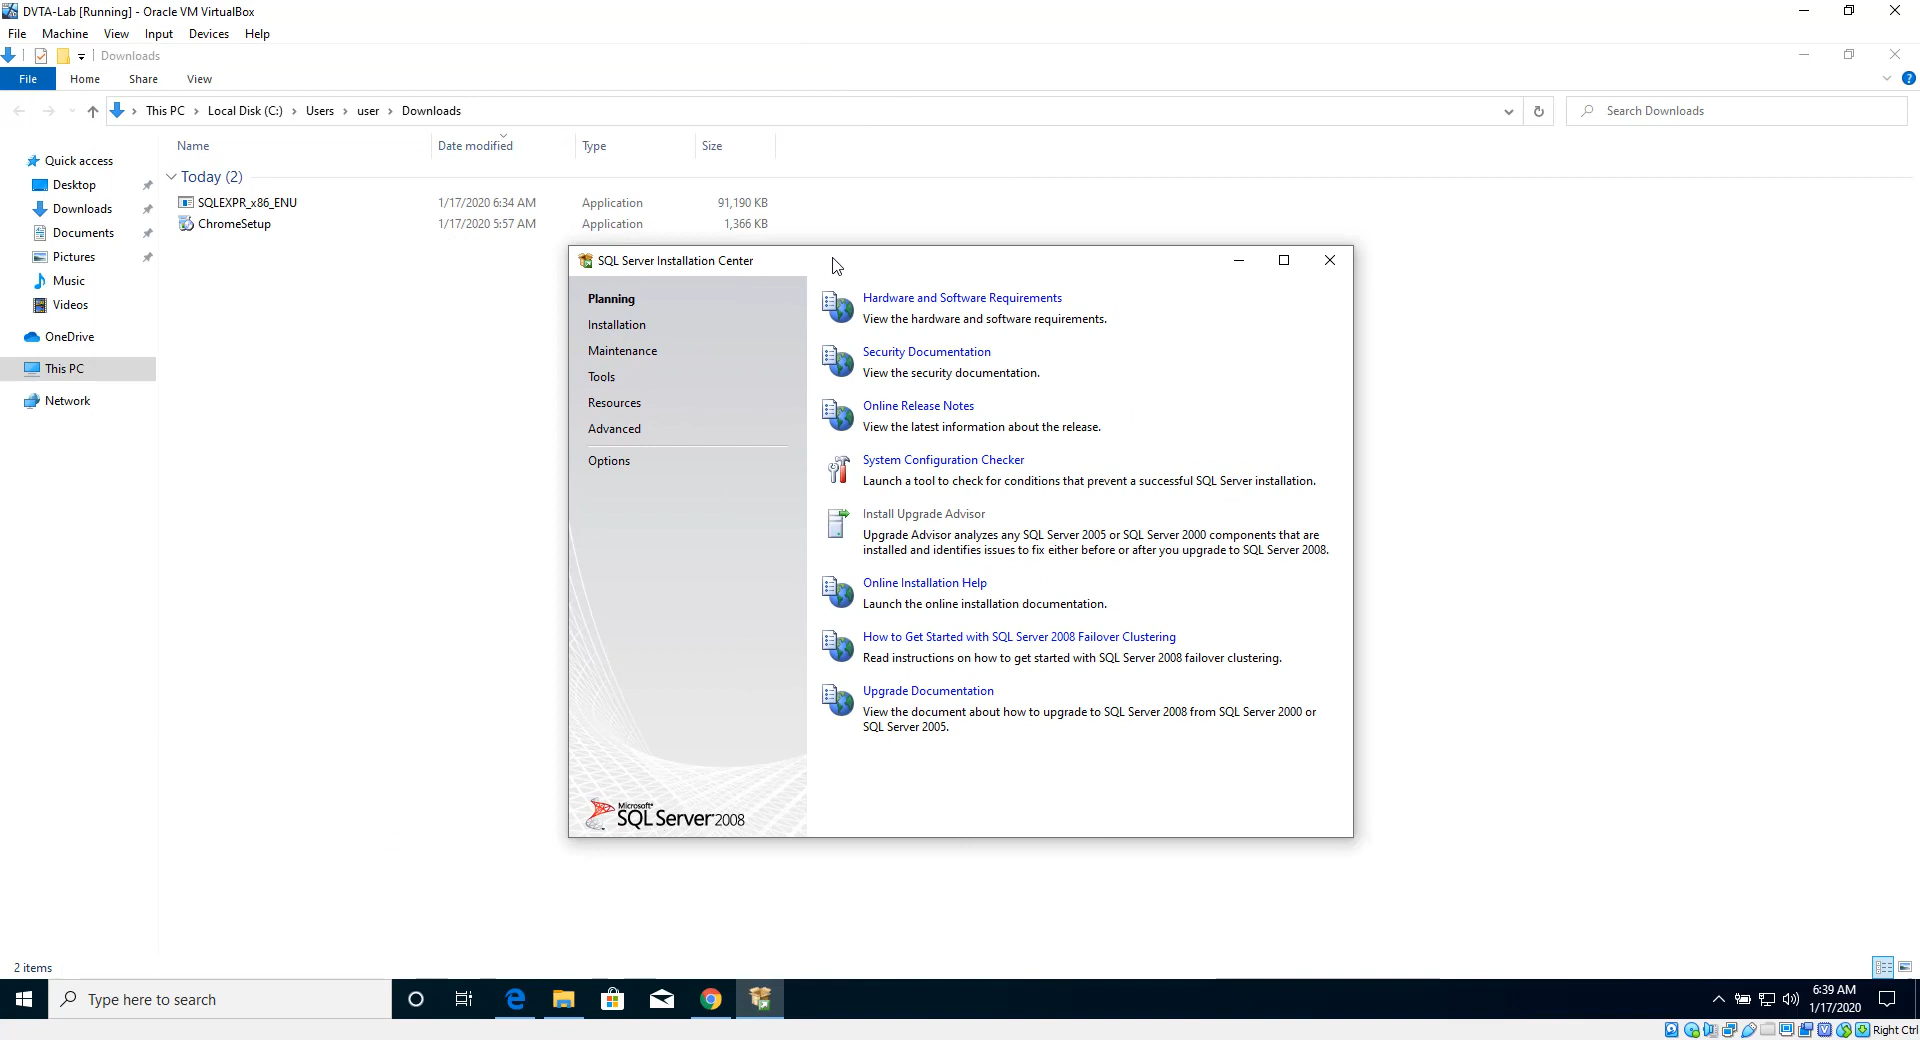 DVTA-Lab [Running] - Oracle VM VirtualBox
File Machine View Input Devices Help
Downloads
File Home Share View
This PC Local Disk (C:) Users user Downloads
Search Downloads
Name Date modified Type Size
Quick access
Desktop
Downloads
Documents
Pictures
Music
Videos
OneDrive
This PC
Network
Today (2)
SQLEXPR_x86_ENU 1/17/2020 6:34 AM Application 91,190 KB
ChromeSetup 1/17/2020 5:57 AM Application 1,366 KB
SQL Server Installation Center
Planning
Installation
Maintenance
Tools
Resources
Advanced
Options
Microsoft®
SQL Server 2008
Hardware and Software Requirements
View the hardware and software requirements.
Security Documentation
View the security documentation.
Online Release Notes
View the latest information about the release.
System Configuration Checker
Launch a tool to check for conditions that prevent a successful SQL Server installation.
Install Upgrade Advisor
Upgrade Advisor analyzes any SQL Server 2005 or SQL Server 2000 components that are
installed and identifies issues to fix either before or after you upgrade to SQL Server 2008.
Online Installation Help
Launch the online installation documentation.
How to Get Started with SQL Server 2008 Failover Clustering
Read instructions on how to get started with SQL Server 2008 failover clustering.
Upgrade Documentation
View the document about how to upgrade to SQL Server 2008 from SQL Server 2000 or
SQL Server 2005.
2 items
Type here to search
6:39 AM
1/17/2020
Right Ctrl